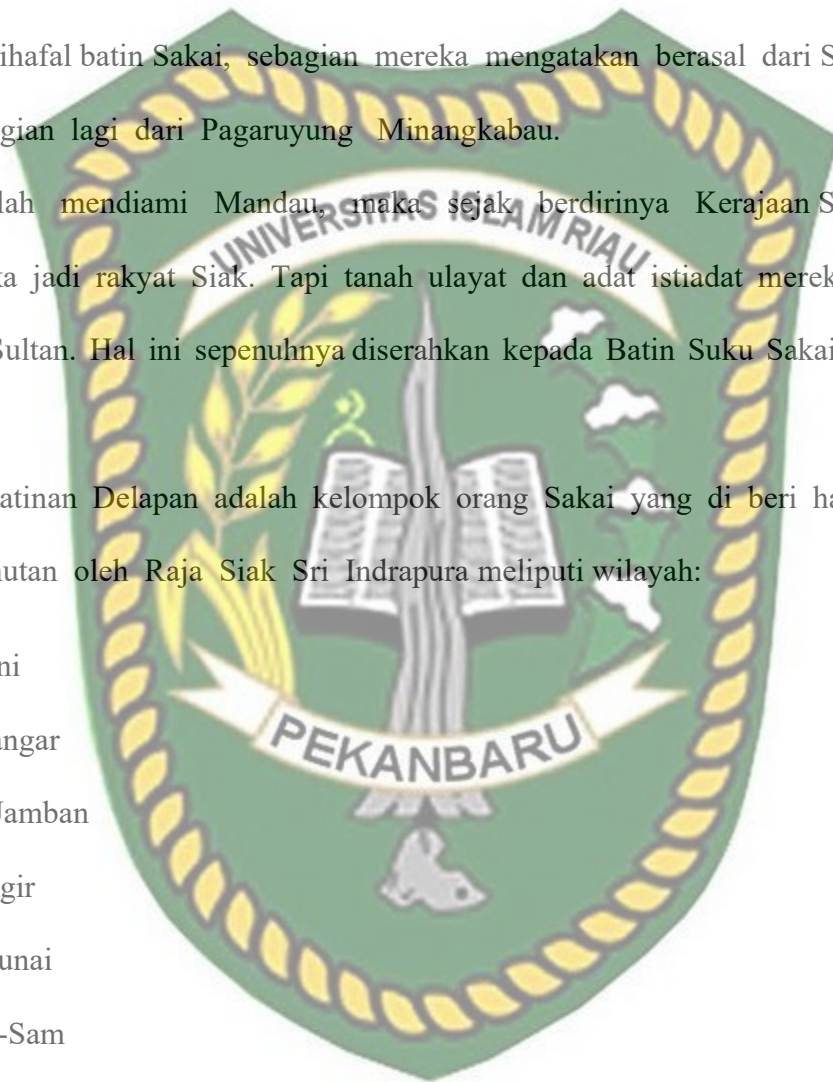 ihafal batin Sakai, sebagian mereka mengatakan berasal dari S
gian lagi dari Pagaruyung Minangkabau.
lah mendiami Mandau, maka sejak berdirinya Kerajaan S
UNIVERSITAS ISLAM RIAU
ka jadi rakyat Siak. Tapi tanah ulayat dan adat istiadat merek
Sultan. Hal ini sepenuhnya diserahkan kepada Batin Suku Sakai
atinan Delapan adalah kelompok orang Sakai yang di beri ha
hutan oleh Raja Siak Sri Indrapura meliputi wilayah:
ni
angar
PEKANBARU
Jamban
gir
unai
-Sam